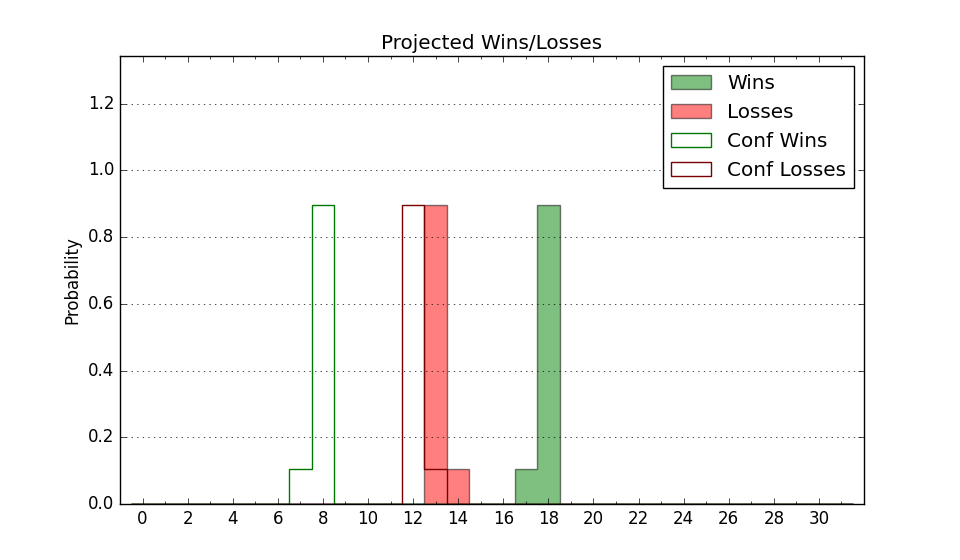 Projected Wins/Losses
Wins
Losses
Conf Wins
Conf Losses
Probability
1.2
1.0
0.8
0.6
0.4
0.2
0.0
0 2 4 6 8 10 12 14 16 18 20 22 24 26 28 30